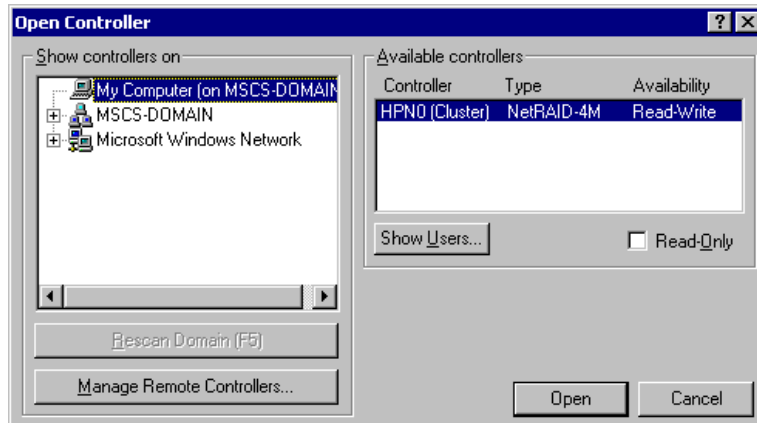 Open Controller
Show controllers on
My Computer (on MSCS-DOMAIN
MSCS-DOMAIN
Microsoft Windows Network
Rescan Domain (F5)
Manage Remote Controllers...
Available controllers
Controller Type Availability
HPN0 (Cluster) NetRAID-4M Read-Write
Show Users...
Read-Only
Open Cancel